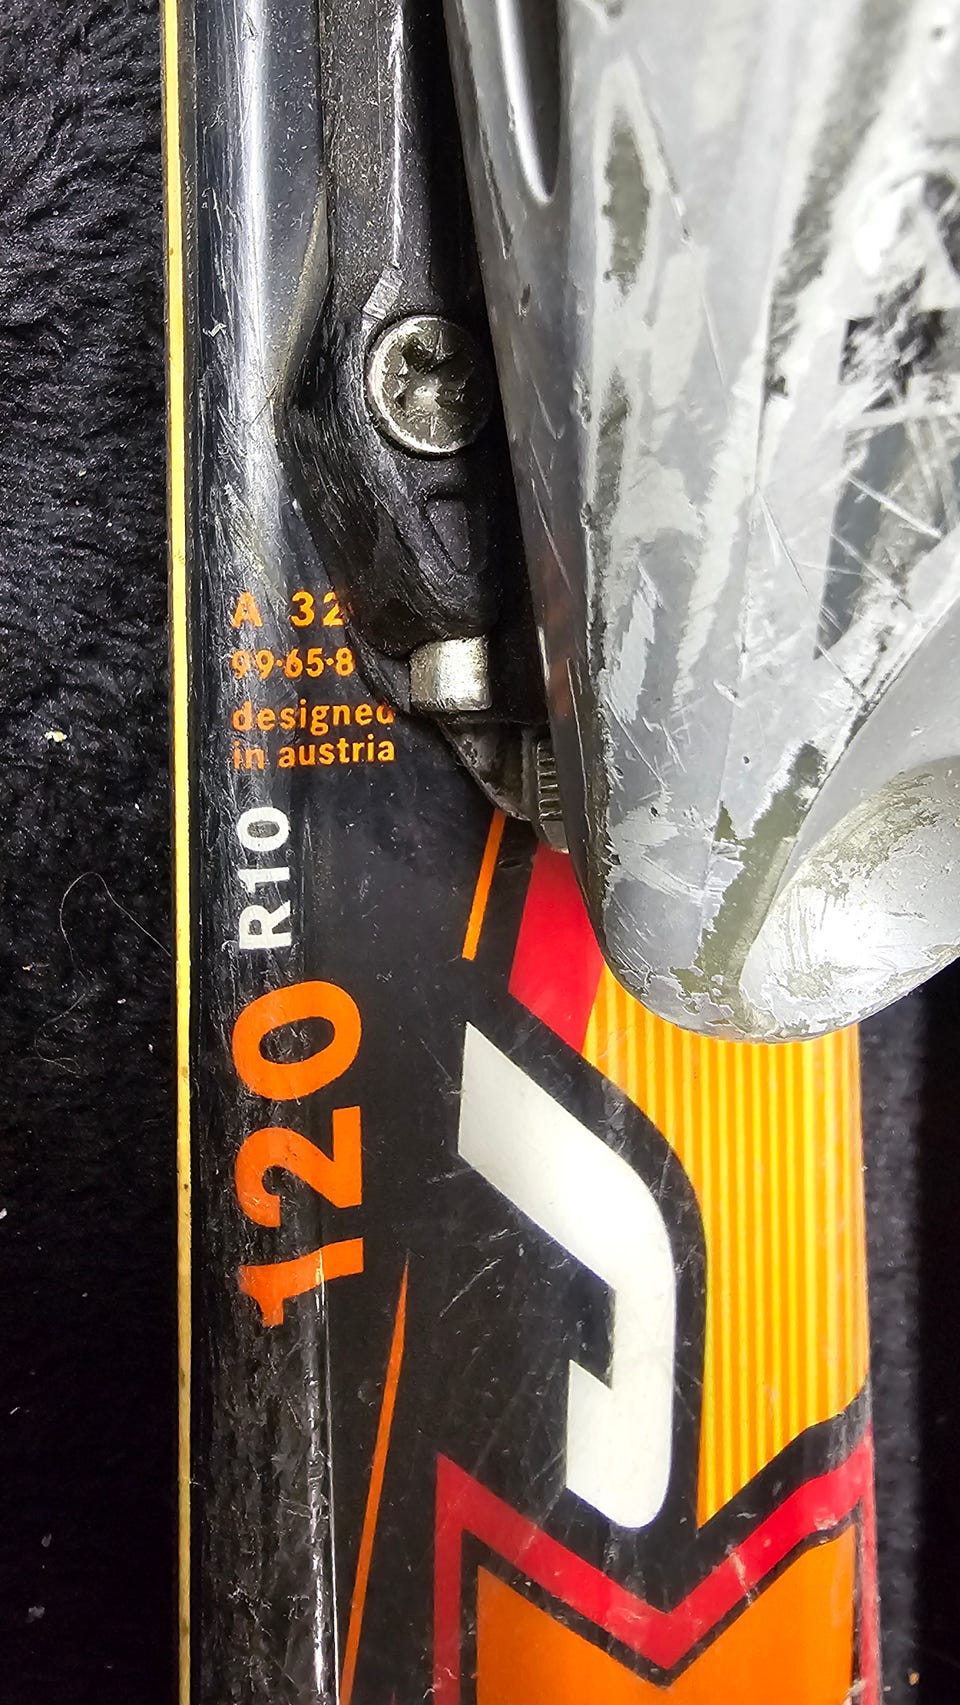 A 32
99·65·8
designed
in austria
120 R10
J